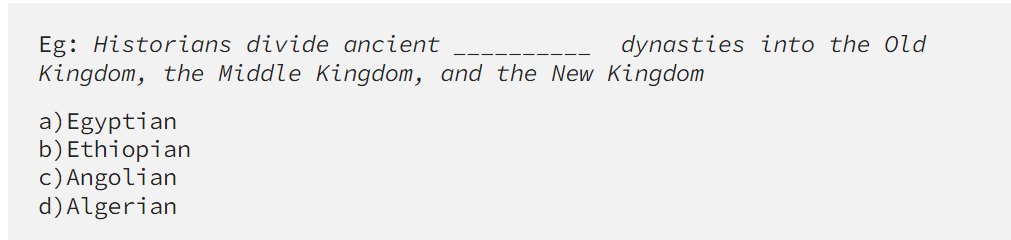 Eg: Historians divide ancient __________ dynasties into the Old
Kingdom, the Middle Kingdom, and the New Kingdom
a)Egyptian
b)Ethiopian
c)Angolian
d)Algerian